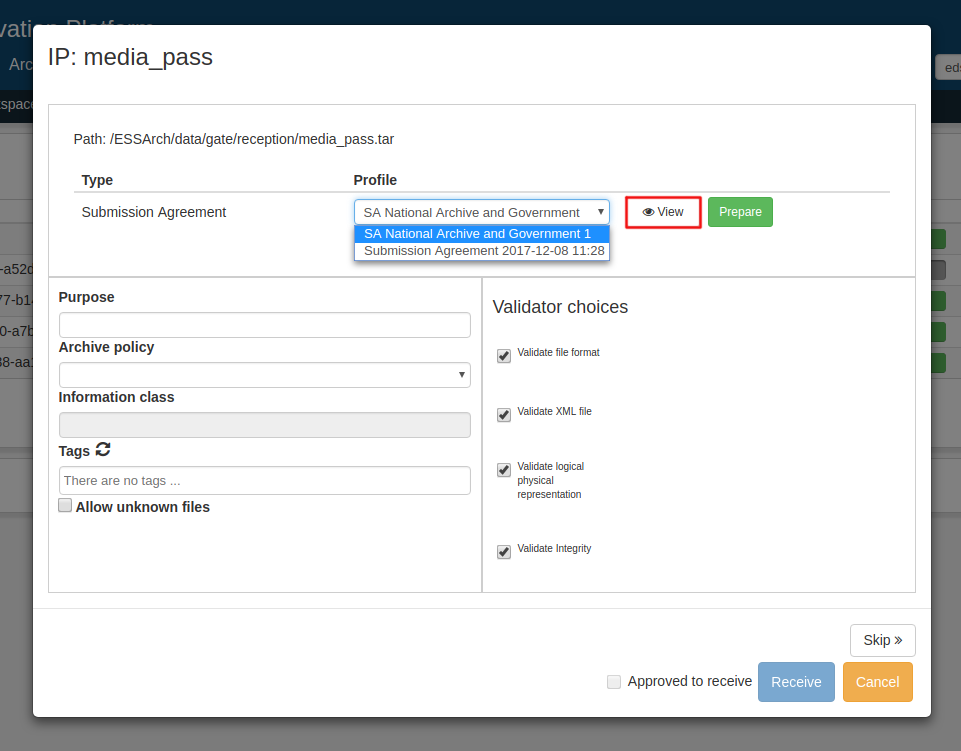 IP: media_pass
Arc
eds
space
Path: /ESSArch/data/gate/reception/media_pass.tar
Type Profile
Submission Agreement SA National Archive and Government View Prepare
SA National Archive and Government 1
Submission Agreement 2017-12-08 11:28
Purpose
Archive policy
Information class
Tags
There are no tags ...
Allow unknown files
Validator choices
Validate file format
Validate XML file
Validate logical
physical
representation
Validate Integrity
Skip »
Approved to receive Receive Cancel